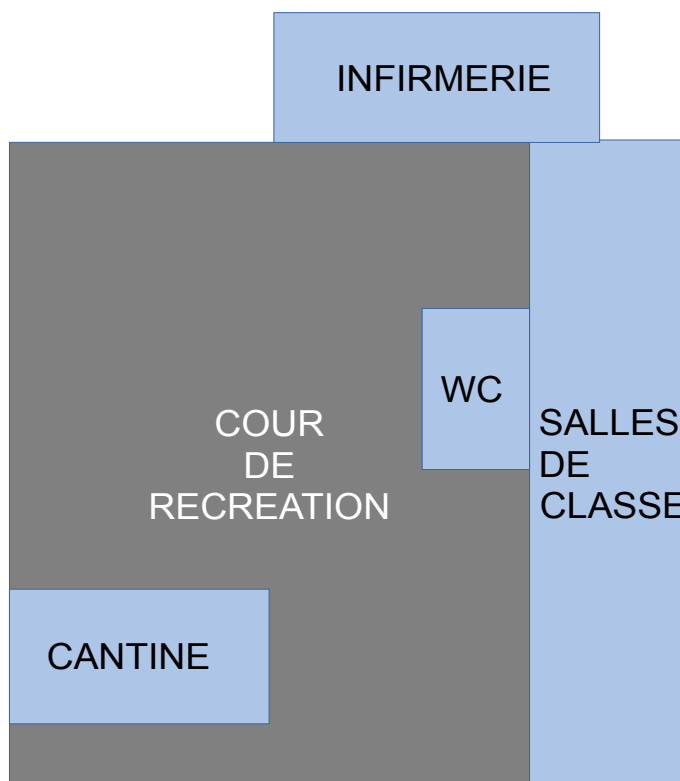 INFIRMERIE
WC
COUR
DE
RECREATION
SALLES
DE
CLASSE
CANTINE